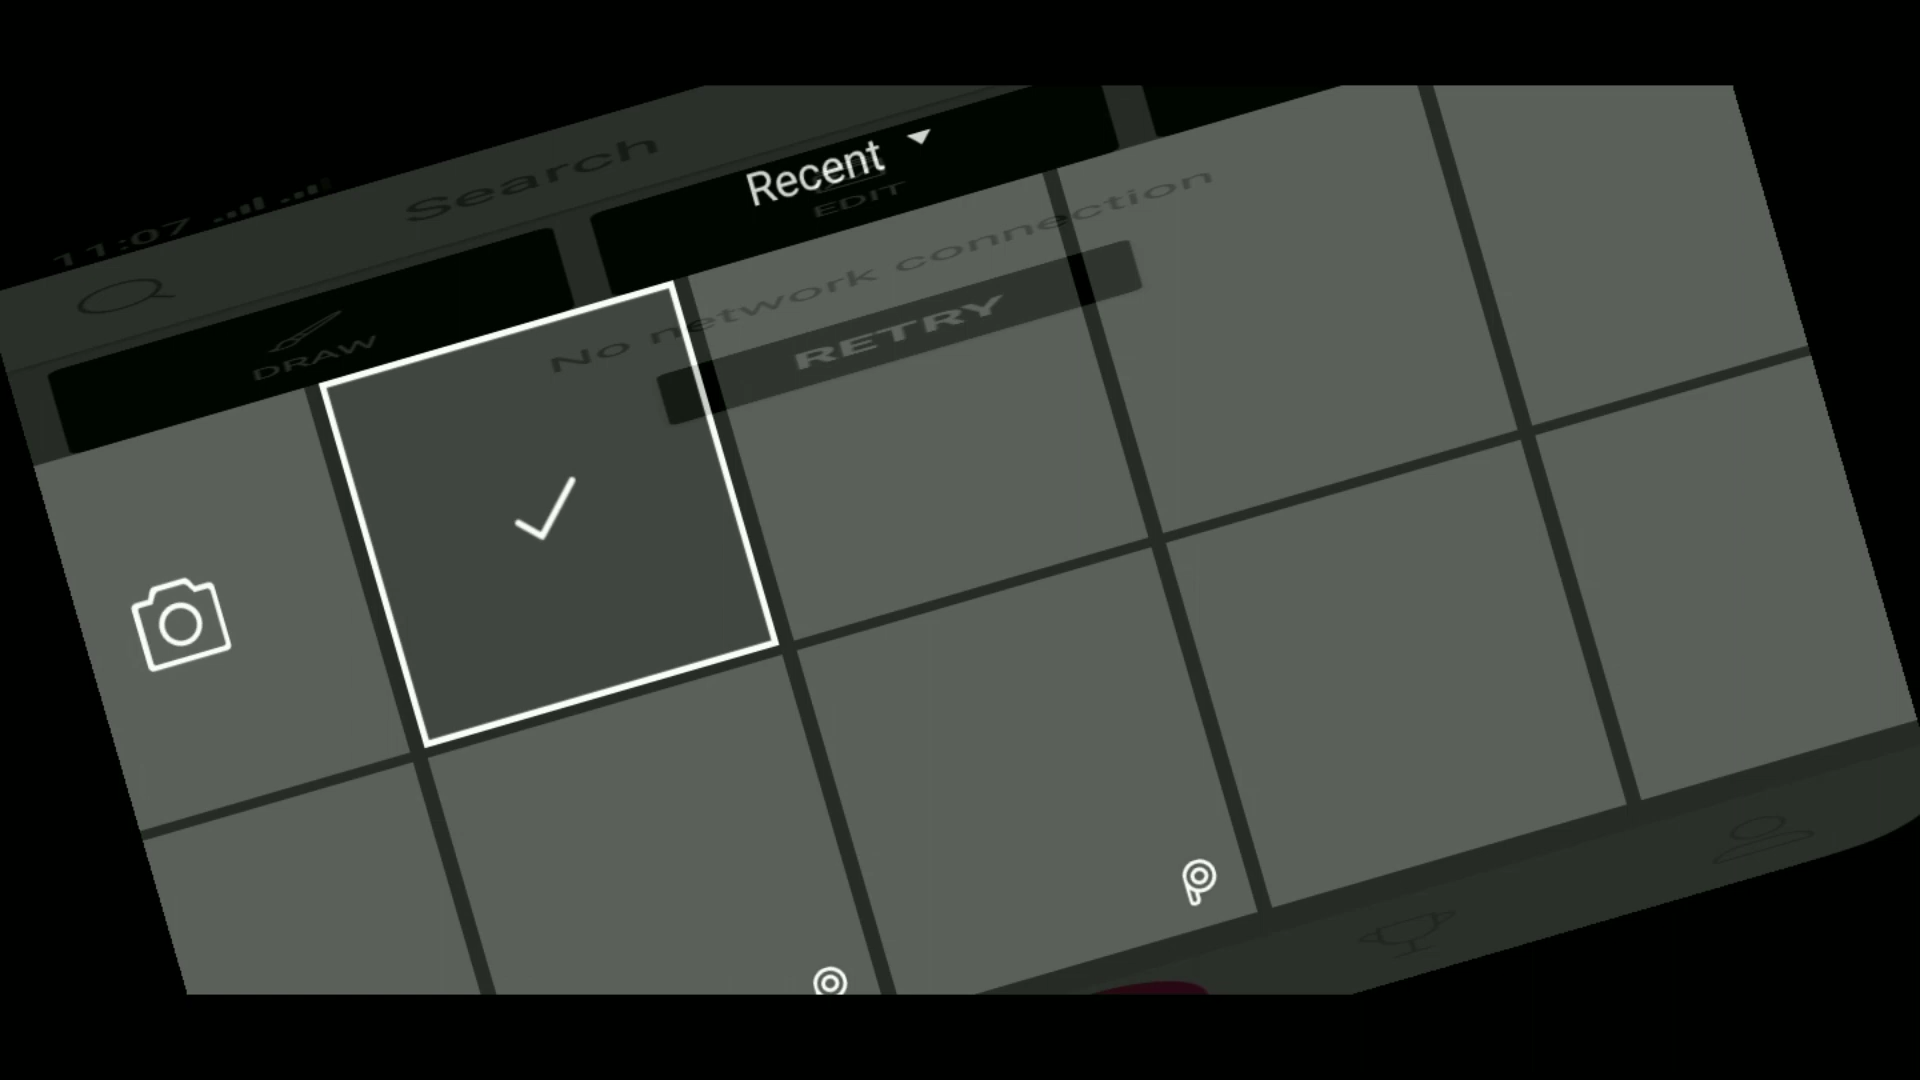 11:07
Search
Recent
EDIT
DRAW
No network connection
RETRY